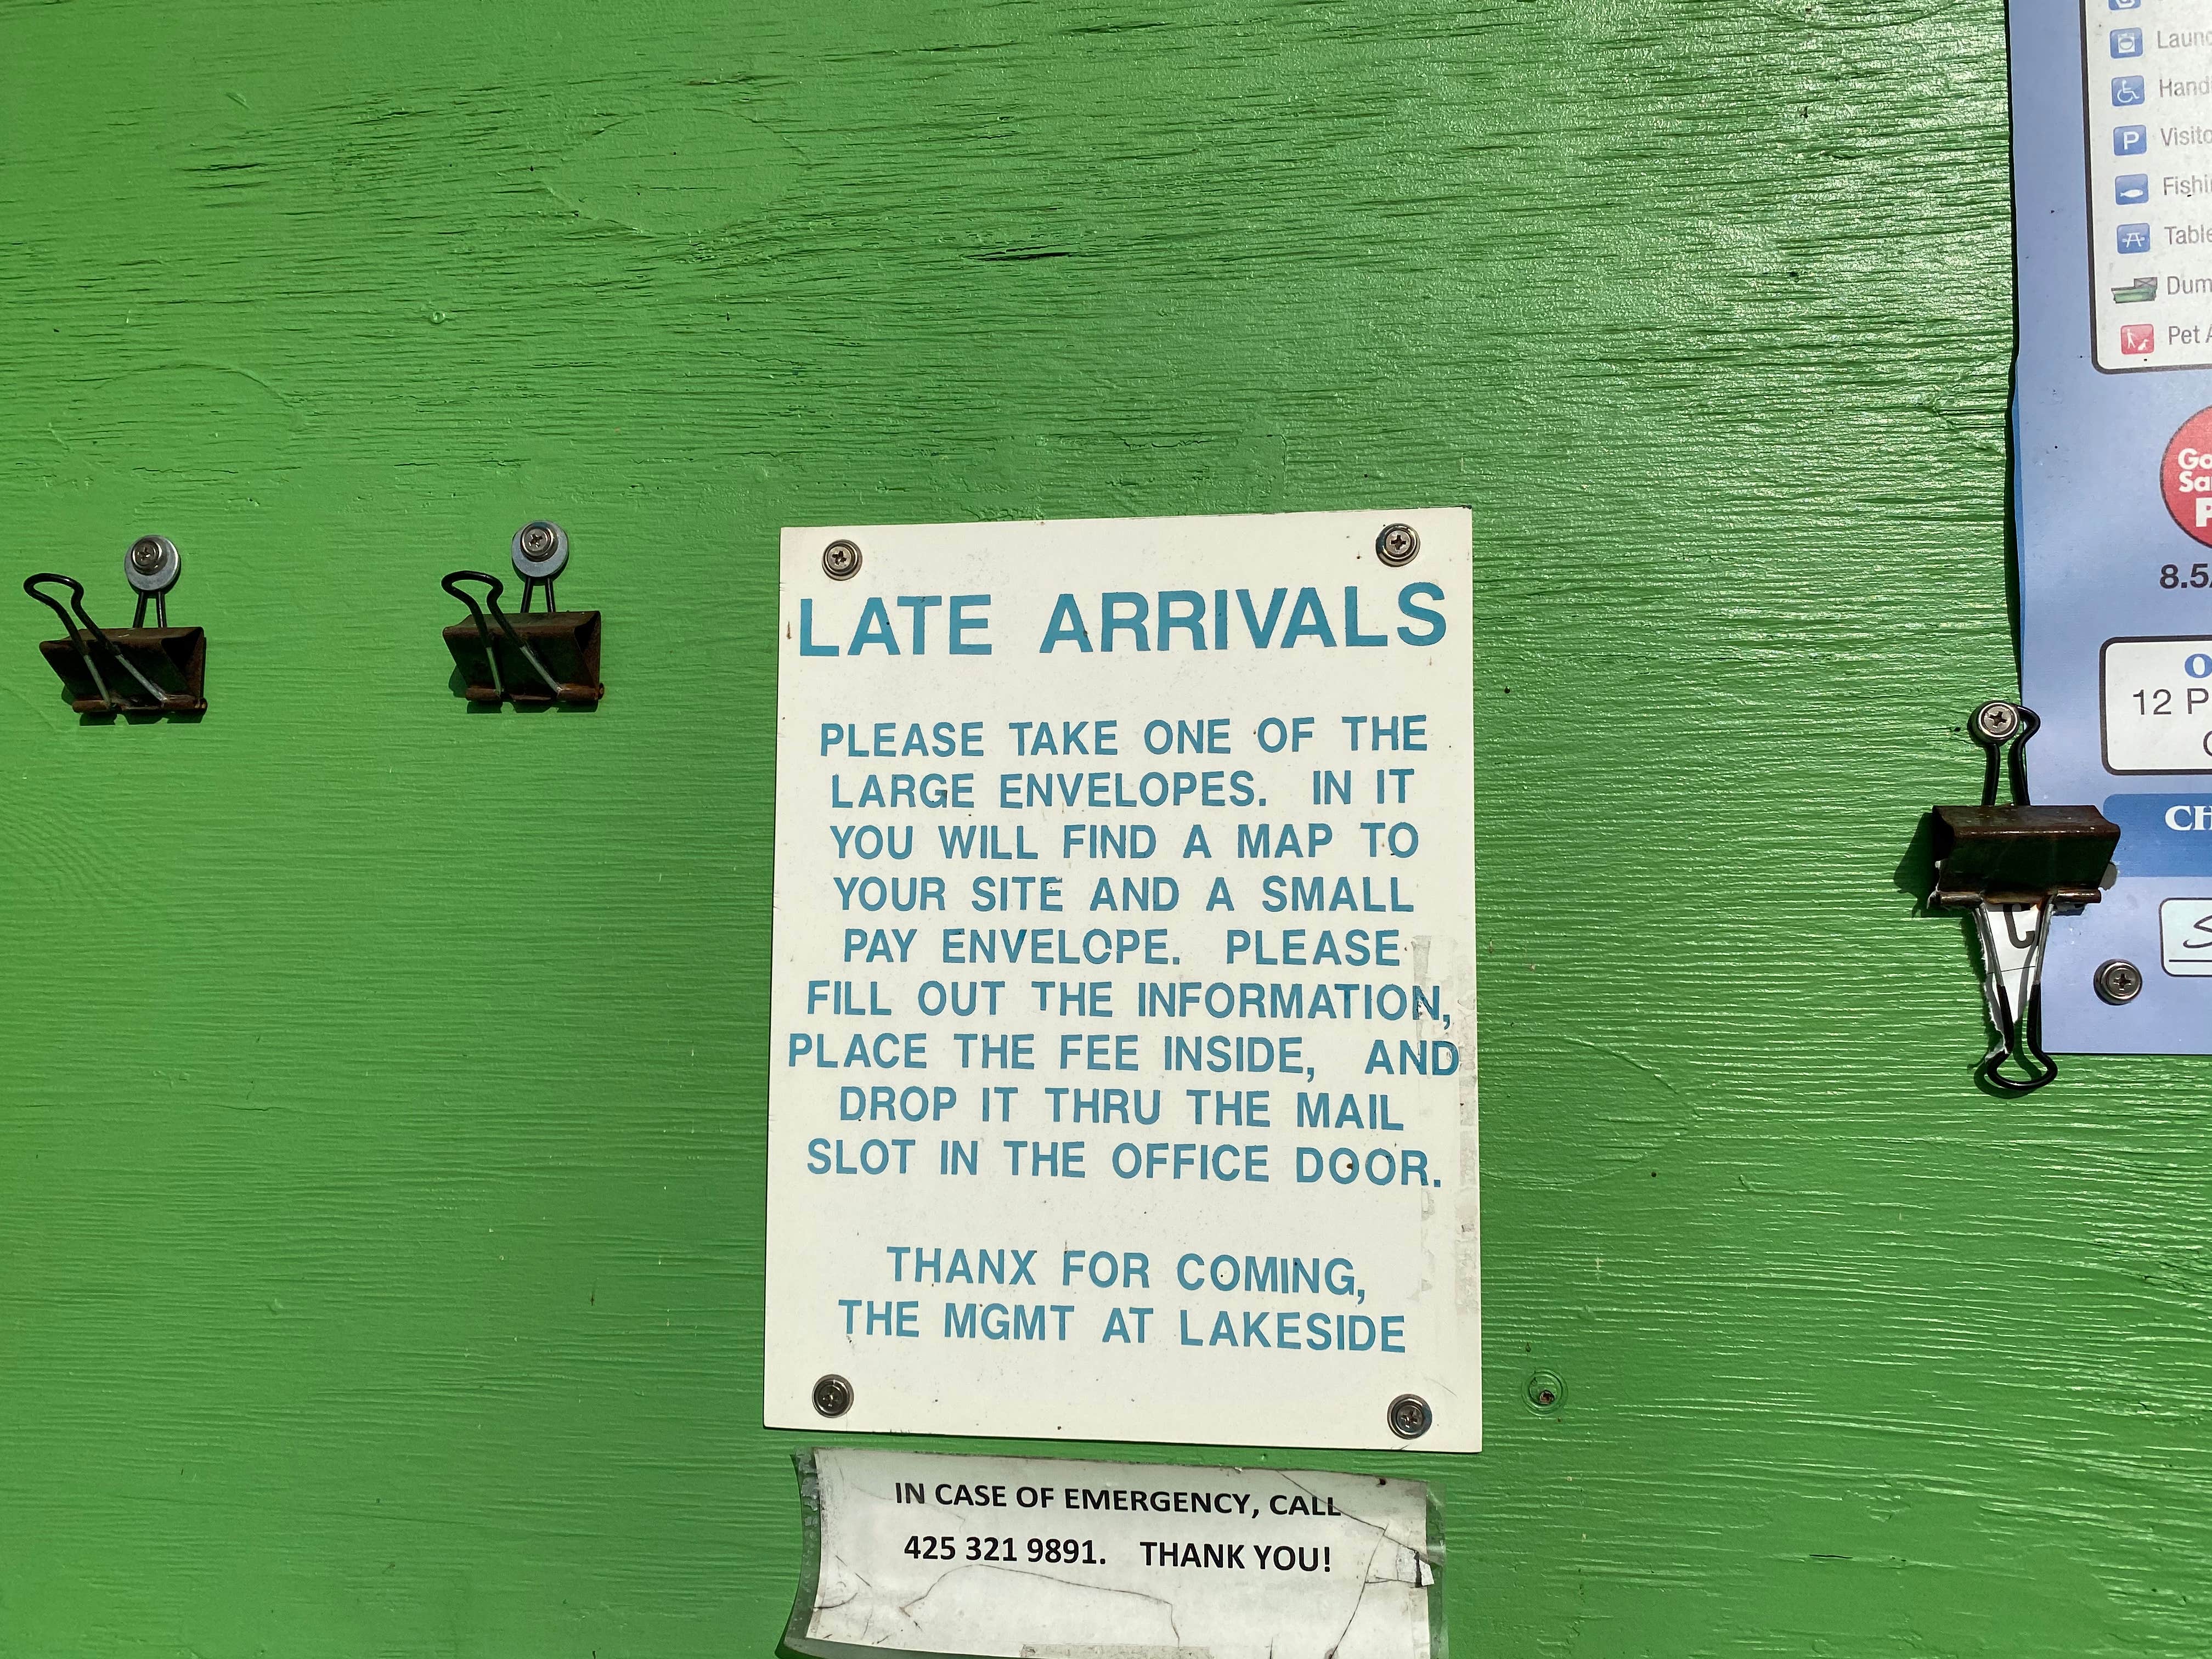 LATE ARRIVALS
PLEASE TAKE ONE OF THE
LARGE ENVELOPES. IN IT
YOU WILL FIND A MAP TO
YOUR SITE AND A SMALL
PAY ENVELOPE. PLEASE
FILL OUT THE INFORMATION,
PLACE THE FEE INSIDE, AND
DROP IT THRU THE MAIL
SLOT IN THE OFFICE DOOR.
THANX FOR COMING,
THE MGMT AT LAKESIDE
IN CASE OF EMERGENCY, CALL
425 321 9891. THANK YOU!
P
Pet
8.5
12 P